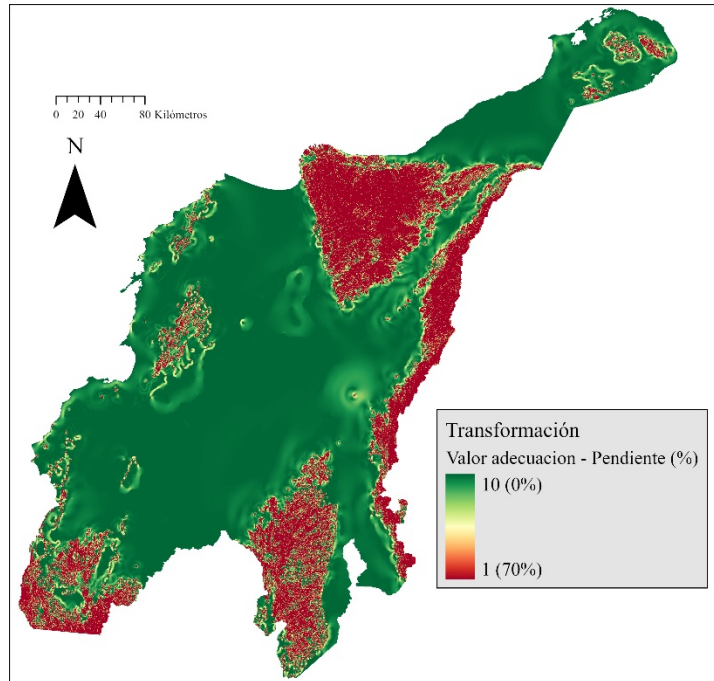 0 20 40 80 Kilómetros
N
Transformación
Valor adecuacion - Pendiente (%)
10 (0%)
1 (70%)